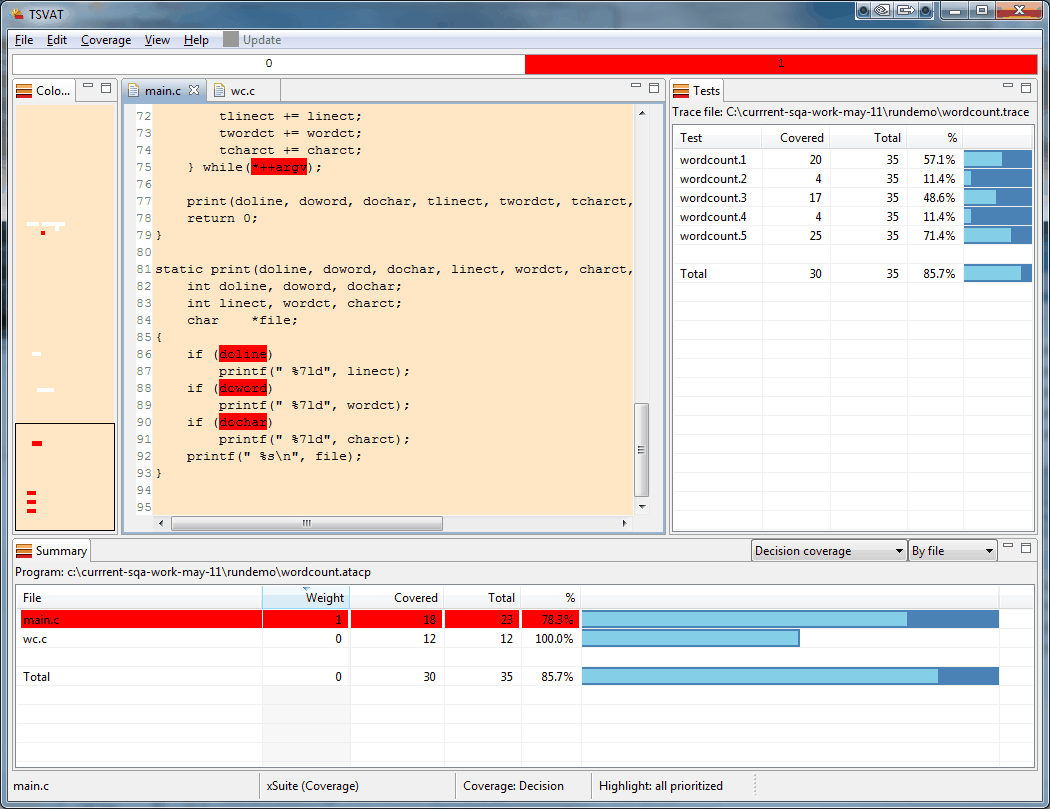 TSVAT
File Edit Coverage View Help Update
0 1
Colo...
main.c wc.c
72 tlinect += linect;
73 twordct += wordct;
74 tcharct += charct;
75 } while(*++argv);
76
77 print(doline, doword, dochar, tlinect, twordct, tcharct,
78 return 0;
79 }
80
81 static print(doline, doword, dochar, linect, wordct, charct,
82 int doline, doword, dochar;
83 int linect, wordct, charct;
84 char *file;
85 {
86 if (doline)
87 printf(" %7ld", linect);
88 if (doword)
89 printf(" %7ld", wordct);
90 if (dochar)
91 printf(" %7ld", charct);
92 printf(" %s\n", file);
93 }
94
95
Tests
Trace file: C:\currrent-sqa-work-may-11\rundemo\wordcount.trace
Test Covered Total %
wordcount.1 20 35 57.1%
wordcount.2 4 35 11.4%
wordcount.3 17 35 48.6%
wordcount.4 4 35 11.4%
wordcount.5 25 35 71.4%
Total 30 35 85.7%
Summary
Decision coverage By file
Program: c:\currrent-sqa-work-may-11\rundemo\wordcount.atacp
File Weight Covered Total %
main.c 1 18 23 78.3%
wc.c 0 12 12 100.0%
Total 0 30 35 85.7%
main.c xSuite (Coverage) Coverage: Decision Highlight: all prioritized